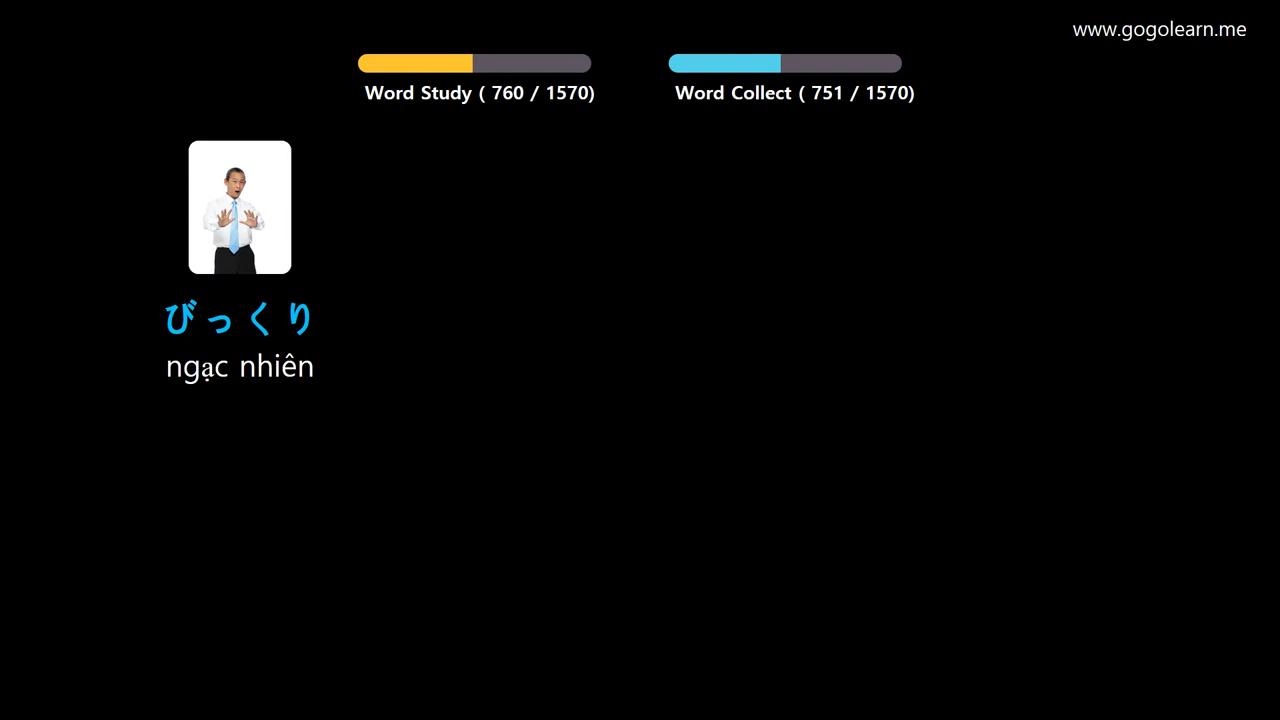 www.gogolearn.me
Word Study ( 760 / 1570)
Word Collect ( 751 / 1570)
びっくり
ngạc nhiên